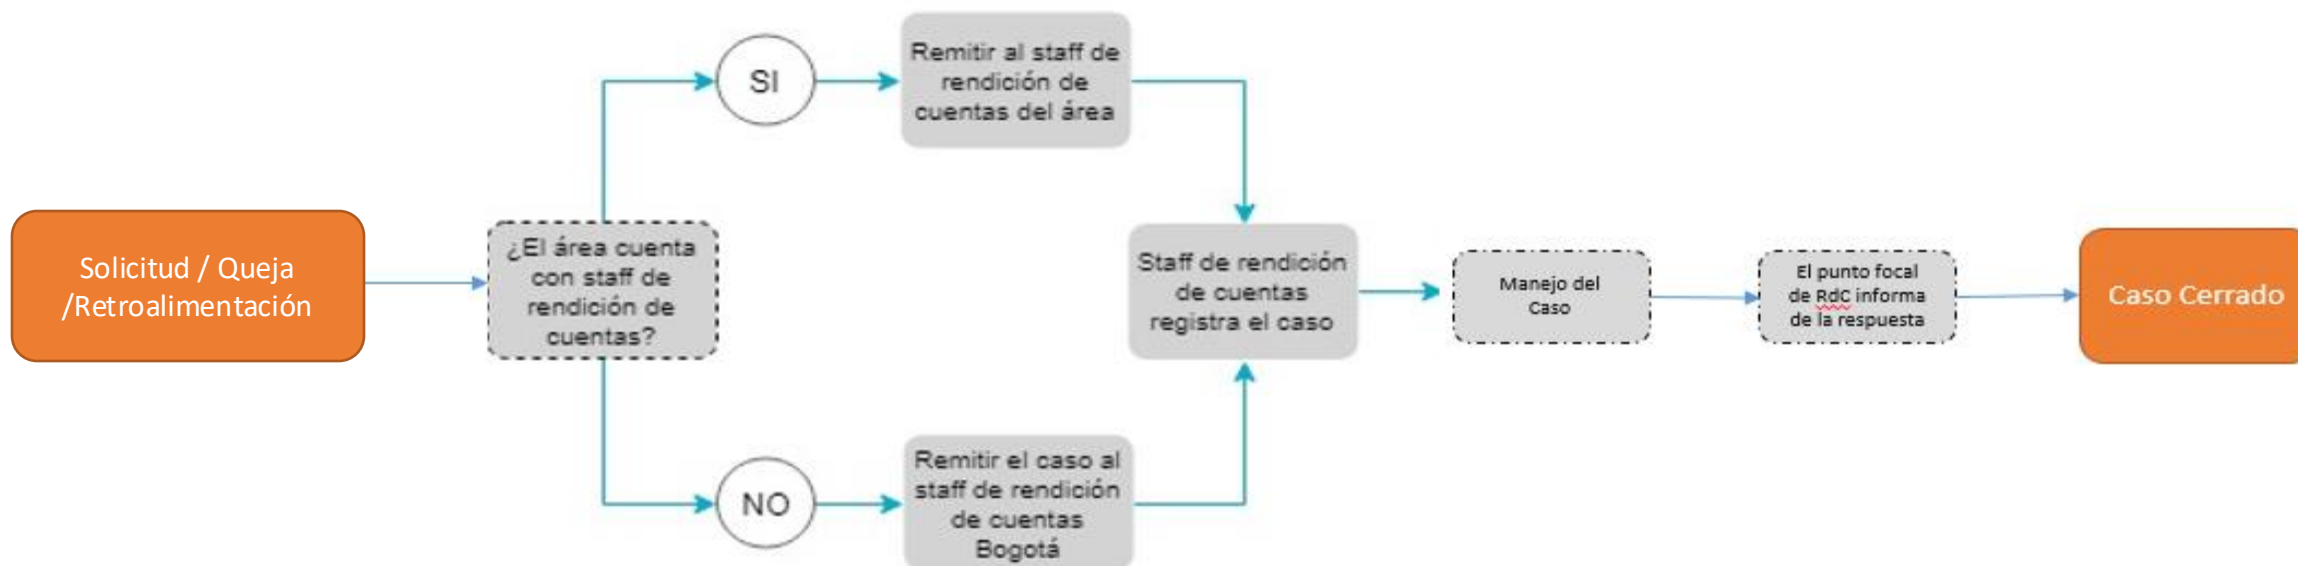 Solicitud / Queja
/Retroalimentación
¿El área cuenta
con staff de
rendición de
cuentas?
SI
Remitir al staff de
rendición de
cuentas del área
NO
Remitir el caso al
staff de rendición
de cuentas
Bogotá
Staff de rendición
de cuentas
registra el caso
Manejo del
Caso
El punto focal
de RdC informa
de la respuesta
Caso Cerrado